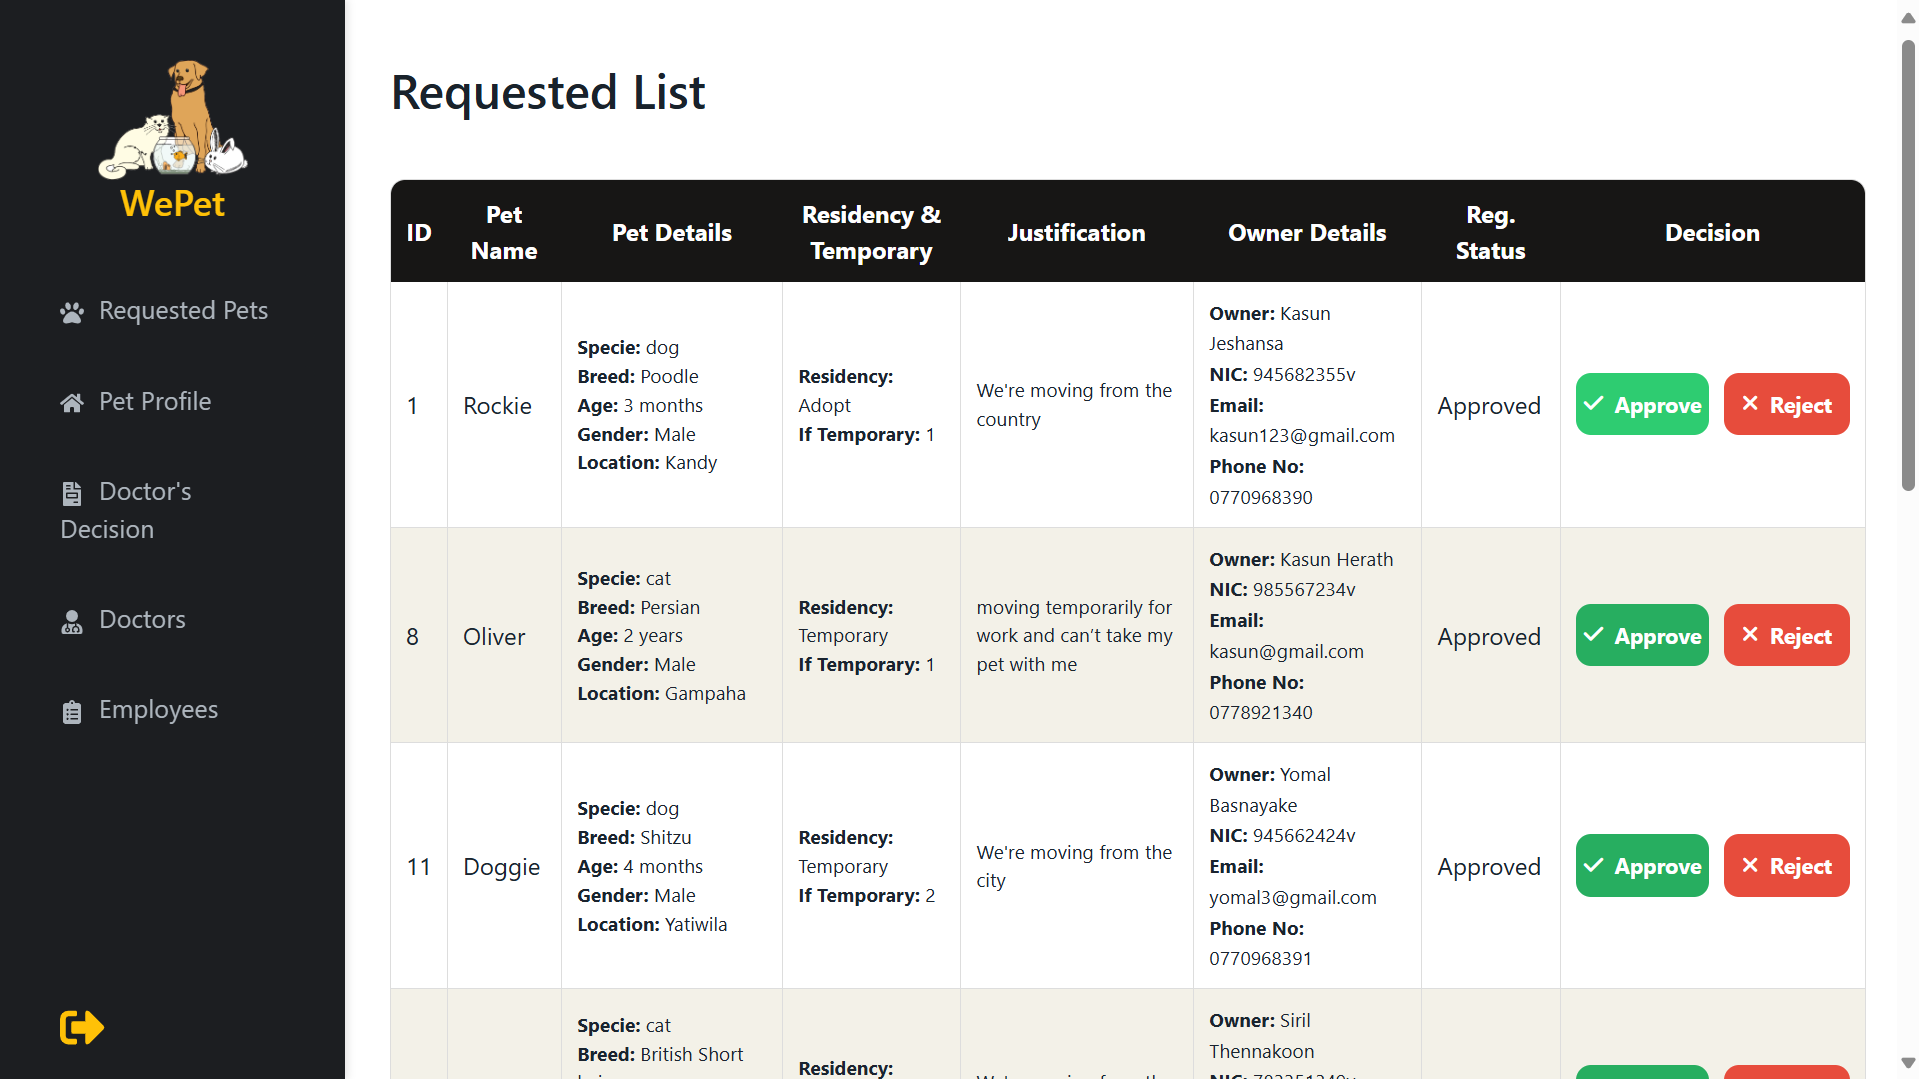 WePet
Requested Pets
Pet Profile
Doctor's
Decision
Doctors
Employees
Requested List
ID
Pet
Name
Pet Details
Residency &
Temporary
Justification
Owner Details
Reg.
Status
Decision
1
Rockie
Specie: dog
Breed: Poodle
Age: 3 months
Gender: Male
Location: Kandy
Residency:
Adopt
If Temporary: 1
We're moving from the
country
Owner: Kasun
Jeshansa
NIC: 945682355v
Email:
kasun123@gmail.com
Phone No:
0770968390
Approved
Approve
Reject
8
Oliver
Specie: cat
Breed: Persian
Age: 2 years
Gender: Male
Location: Gampaha
Residency:
Temporary
If Temporary: 1
moving temporarily for
work and can’t take my
pet with me
Owner: Kasun Herath
NIC: 985567234v
Email:
kasun@gmail.com
Phone No:
0778921340
Approved
Approve
Reject
11
Doggie
Specie: dog
Breed: Shitzu
Age: 4 months
Gender: Male
Location: Yatiwila
Residency:
Temporary
If Temporary: 2
We're moving from the
city
Owner: Yomal
Basnayake
NIC: 945662424v
Email:
yomal3@gmail.com
Phone No:
0770968391
Approved
Approve
Reject
Specie: cat
Breed: British Short
Residency:
Owner: Siril
Thennakoon